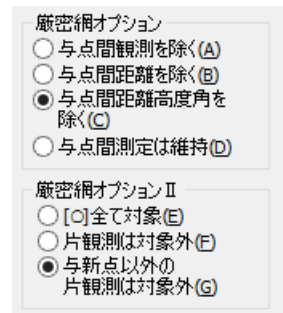 厳密網オプション
与点間観測を除く(A)
与点間距離を除く(B)
与点間距離高度角を
除く(C)
与点間測定は維持(D)
厳密網オプションⅡ
[○]全て対象(E)
片観測は対象外(F)
与新点以外の
片観測は対象外(G)